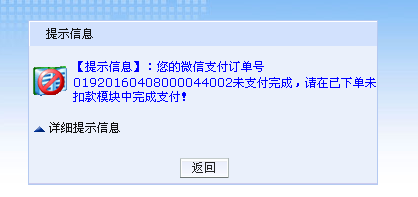 提示信息
【提示信息】：您的微信支付订单号
01920160408000044002未支付完成，请在已下单未
扣款模块中完成支付！
详细提示信息
返回